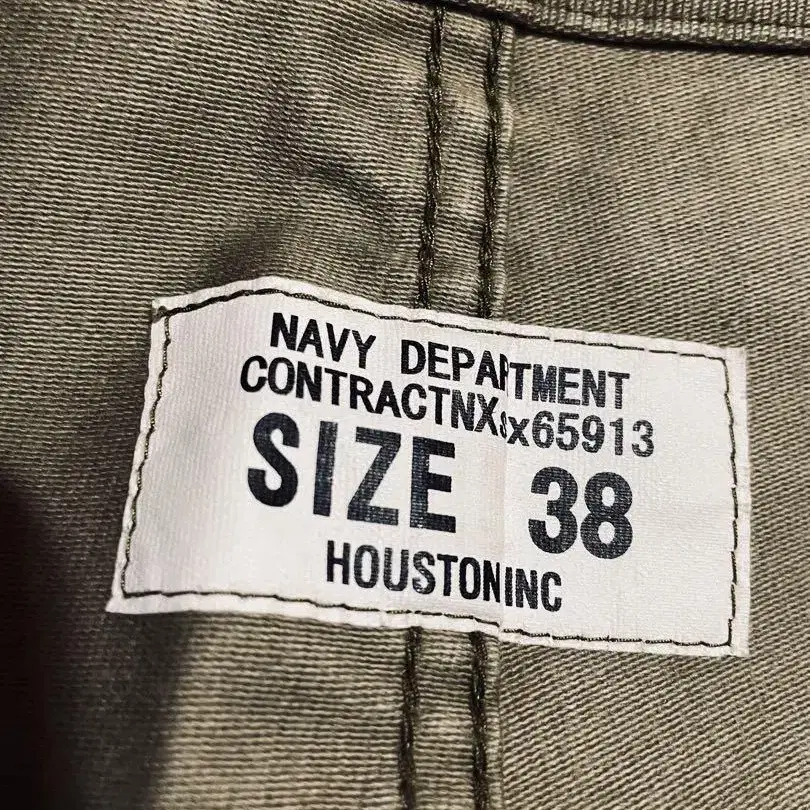 NAVY DEPARTMENT
CONTRACTNXsx65913
SIZE 38
HOUSTONINC